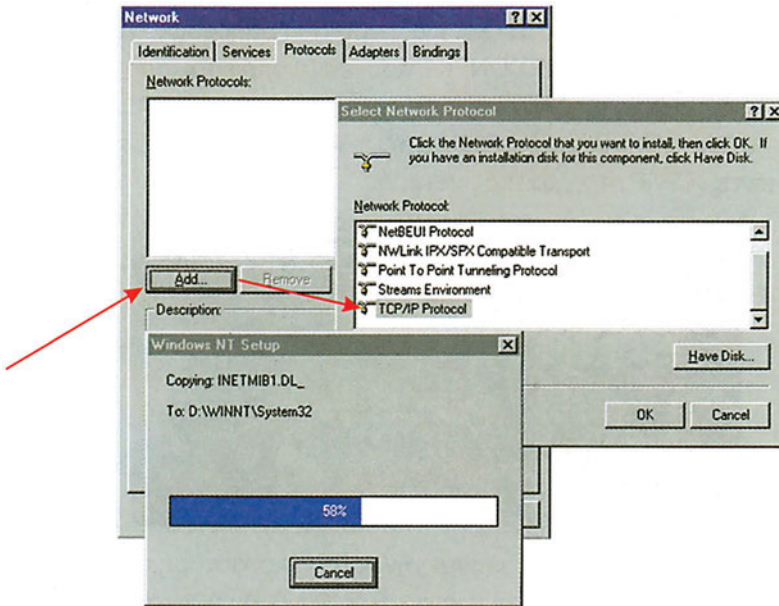 Network
Identification Services Protocols Adapters Bindings
Network Protocols:
Add...
Remove
Description:
Select Network Protocol
Click the Network Protocol that you want to install, then click OK. If
you have an installation disk for this component, click Have Disk.
Network Protocol:
NetBEUI Protocol
NWLink IPX/SPX Compatible Transport
Point To Point Tunneling Protocol
Streams Environment
TCP/IP Protocol
Have Disk...
OK
Cancel
Windows NT Setup
Copying: INETMIB1.DL_
To: D:\WINNT\System32
58%
Cancel